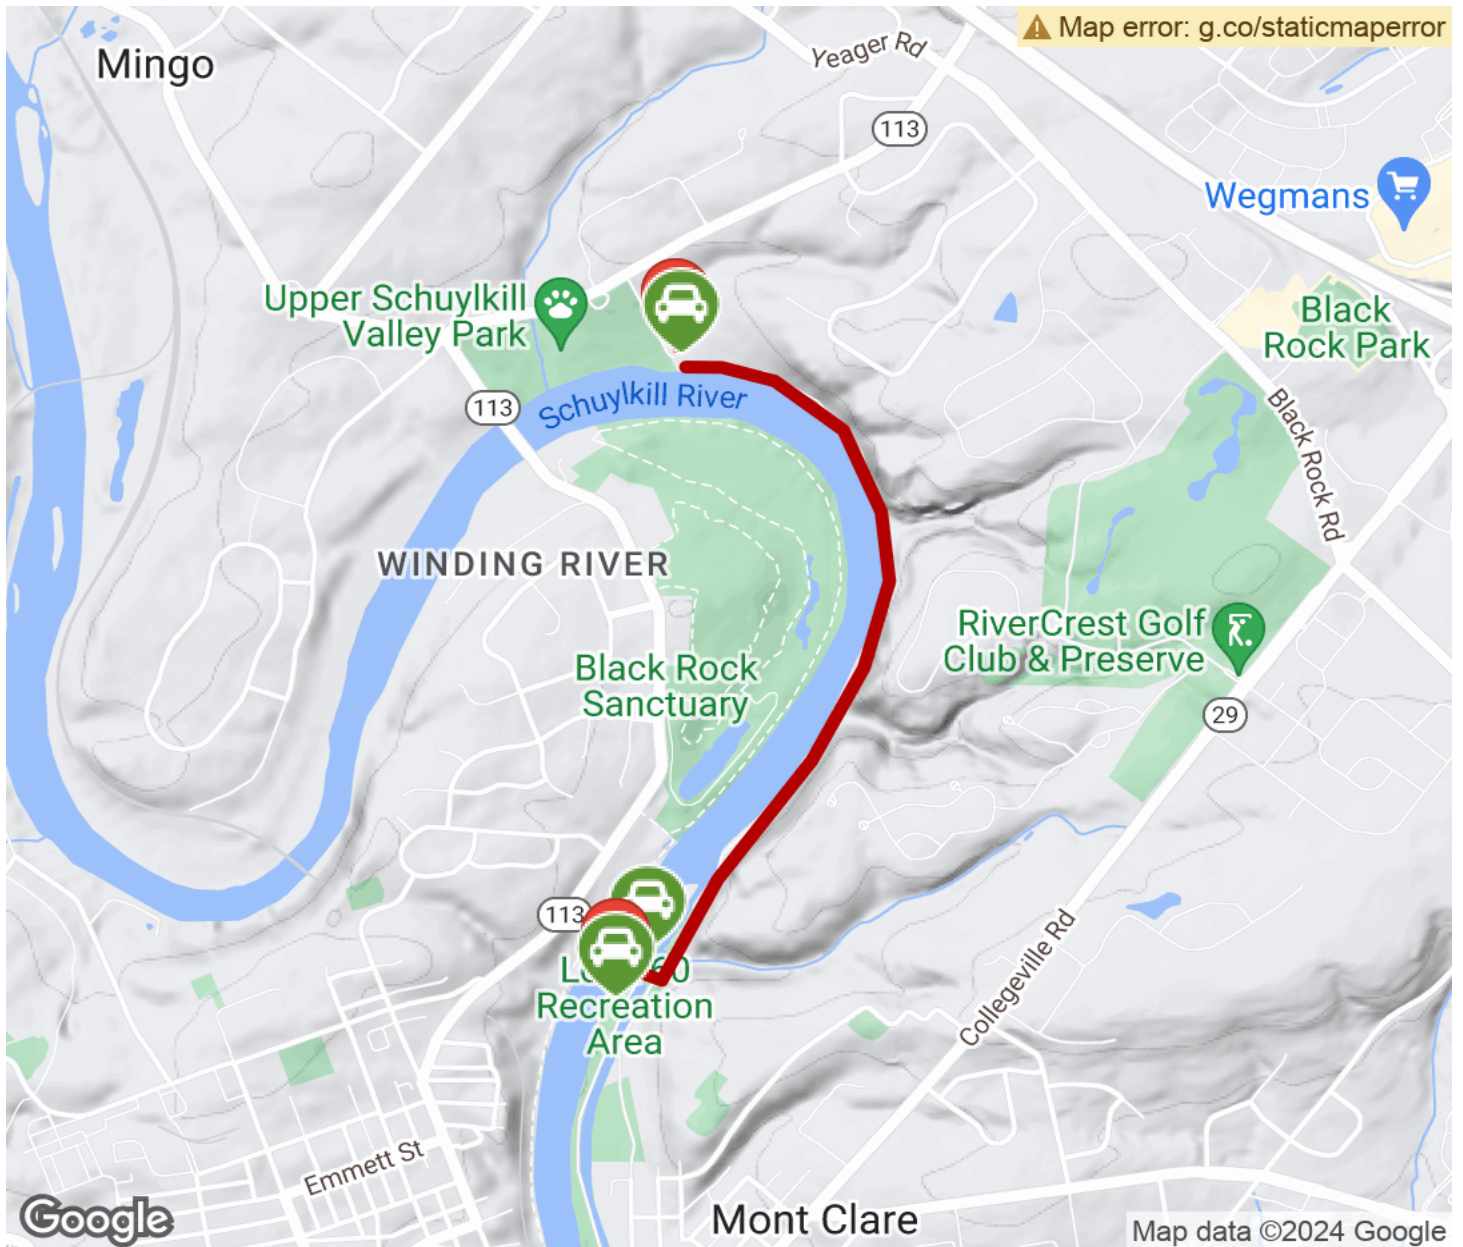 Map error: g.co/staticmaperror
Mingo
Yeager Rd
113
Wegmans
Upper Schuylkill
Valley Park
Black
Rock Park
113
Schuylkill River
Black Rock Rd
WINDING RIVER
RiverCrest Golf
Club & Preserve
Black Rock
Sanctuary
29
113
60
Recreation
Area
Collegeville Rd
Emmett St
Mont Clare
Google
Map data ©2024 Google